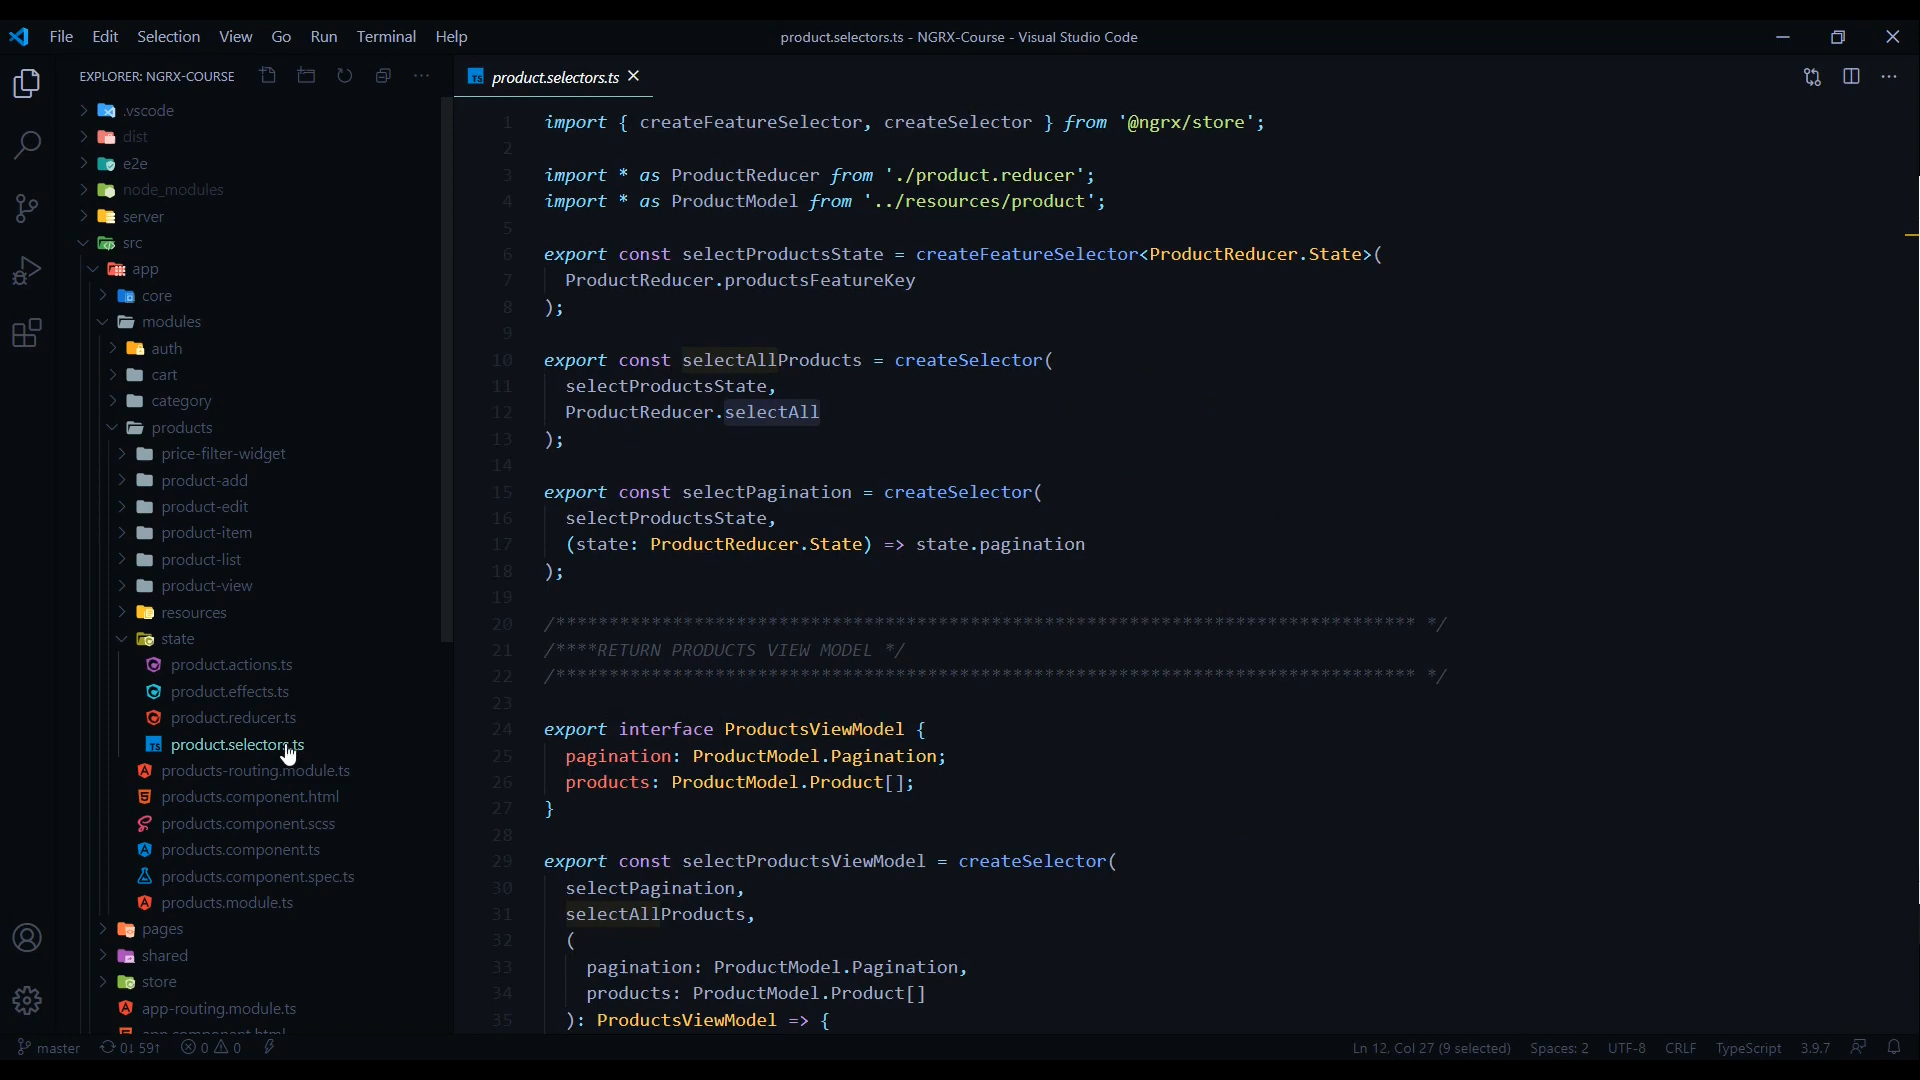 File Edit Selection View Go Run Terminal Help
product.selectors.ts - NGRX-Course - Visual Studio Code
EXPLORER: NGRX-COURSE
.vscode
dist
e2e
node_modules
server
src
app
core
modules
auth
cart
category
products
price-filter-widget
product-add
product-edit
product-item
product-list
product-view
resources
state
product.actions.ts
product.effects.ts
product.reducer.ts
product.selectors.ts
products-routing.module.ts
products.component.html
products.component.scss
products.component.ts
products.component.spec.ts
products.module.ts
pages
shared
store
app-routing.module.ts
app.component.html
product.selectors.ts
1 import { createFeatureSelector, createSelector } from '@ngrx/store';
2
3 import * as ProductReducer from './product.reducer';
4 import * as ProductModel from '../resources/product';
5
6 export const selectProductsState = createFeatureSelector<ProductReducer.State>(
7 ProductReducer.productsFeatureKey
8 );
9
10 export const selectAllProducts = createSelector(
11 selectProductsState,
12 ProductReducer.selectAll
13 );
14
15 export const selectPagination = createSelector(
16 selectProductsState,
17 (state: ProductReducer.State) => state.pagination
18 );
19
20 /********************************************************************************* */
21 /****RETURN PRODUCTS VIEW MODEL */
22 /********************************************************************************* */
23
24 export interface ProductsViewModel {
25 pagination: ProductModel.Pagination;
26 products: ProductModel.Product[];
27 }
28
29 export const selectProductsViewModel = createSelector(
30 selectPagination,
31 selectAllProducts,
32 (
33 pagination: ProductModel.Pagination,
34 products: ProductModel.Product[]
35 ): ProductsViewModel => {
master 0↓ 59↑ 0 0
Ln 12, Col 27 (9 selected) Spaces: 2 UTF-8 CRLF TypeScript 3.9.7